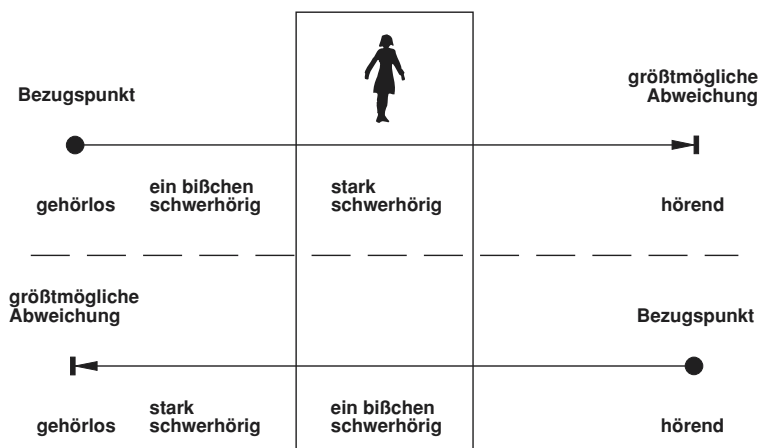 größtmögliche
Abweichung
Bezugspunkt
gehörlos
ein bißchen
schwerhörig
stark
schwerhörig
hörend
größtmögliche
Abweichung
Bezugspunkt
gehörlos
stark
schwerhörig
ein bißchen
schwerhörig
hörend